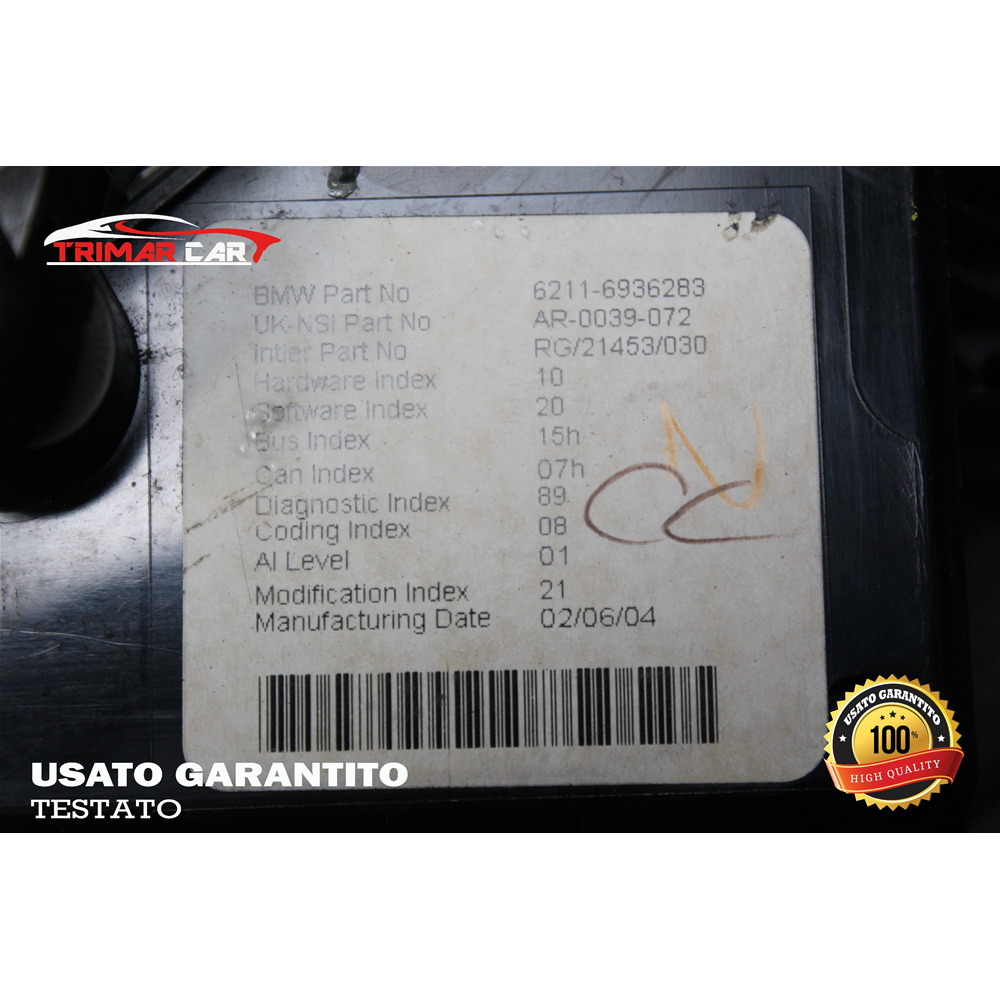 TRIMAR CAR
BMW Part No 6211-6936283
UK-NSI Part No AR-0039-072
Intier Part No RG/21453/030
Hardware Index 10
Software Index 20
Bus Index 15h
Can Index 07h
Diagnostic Index 89
Coding Index 08
AI Level 01
Modification Index 21
Manufacturing Date 02/06/04
USATO GARANTITO
TESTATO
USATO GARANTITO
100%
HIGH QUALITY